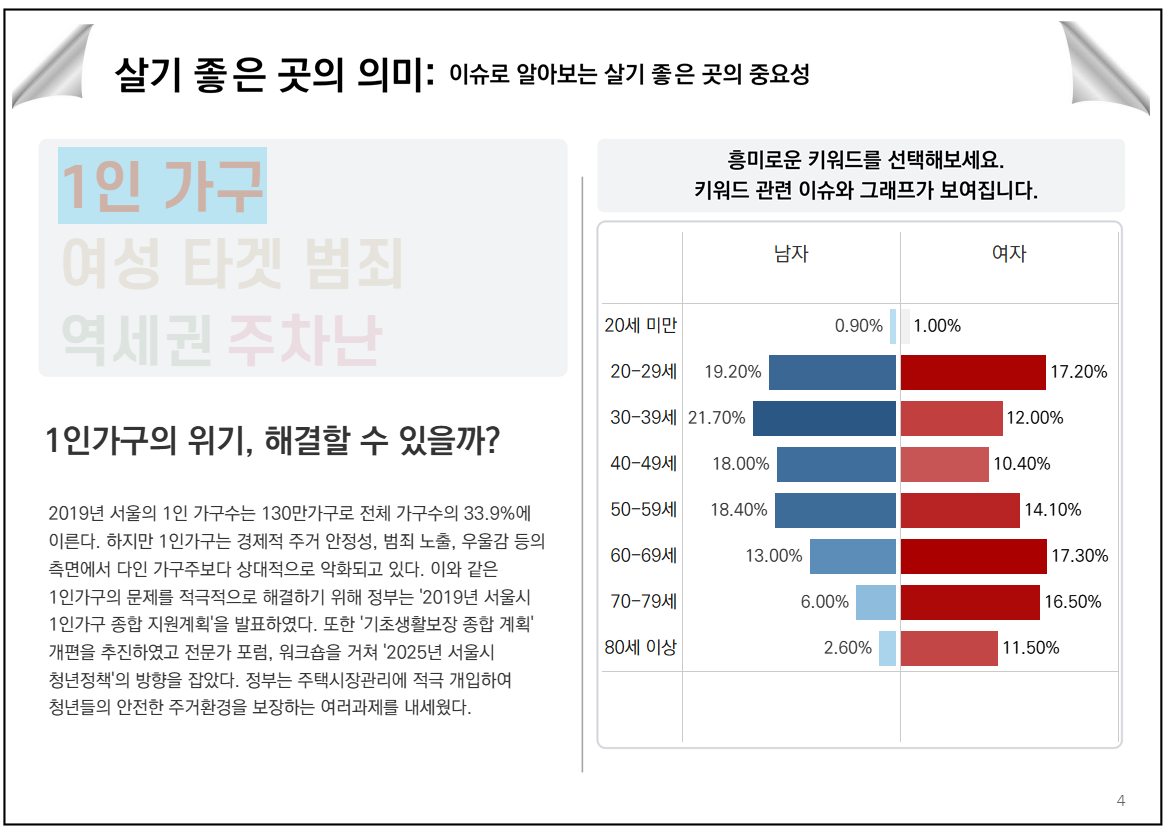 살기 좋은 곳의 의미: 이슈로 알아보는 살기 좋은 곳의 중요성
1인 가구
여성 타겟 범죄
역세권 주차난
1인가구의 위기, 해결할 수 있을까?
2019년 서울의 1인 가구수는 130만가구로 전체 가구수의 33.9%에
이른다. 하지만 1인가구는 경제적 주거 안정성, 범죄 노출, 우울감 등의
측면에서 다인 가구주보다 상대적으로 악화되고 있다. 이와 같은
1인가구의 문제를 적극적으로 해결하기 위해 정부는 '2019년 서울시
1인가구 종합 지원계획'을 발표하였다. 또한 '기초생활보장 종합 계획'
개편을 추진하였고 전문가 포럼, 워크숍을 거쳐 '2025년 서울시
청년정책'의 방향을 잡았다. 정부는 주택시장관리에 적극 개입하여
청년들의 안전한 주거환경을 보장하는 여러과제를 내세웠다.
흥미로운 키워드를 선택해보세요.
키워드 관련 이슈와 그래프가 보여집니다.
남자 여자
20세 미만 0.90% 1.00%
20-29세 19.20% 17.20%
30-39세 21.70% 12.00%
40-49세 18.00% 10.40%
50-59세 18.40% 14.10%
60-69세 13.00% 17.30%
70-79세 6.00% 16.50%
80세 이상 2.60% 11.50%
4